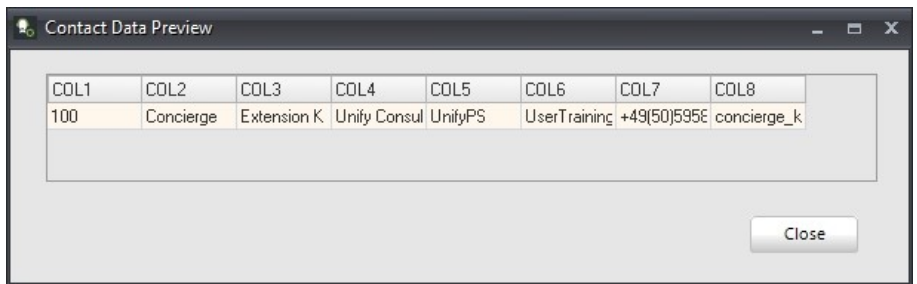 Contact Data Preview
COL1 COL2 COL3 COL4 COL5 COL6 COL7 COL8
100 Concierge Extension K Unify Consul UnifyPS UserTraining +49(50)5958 concierge_k
Close